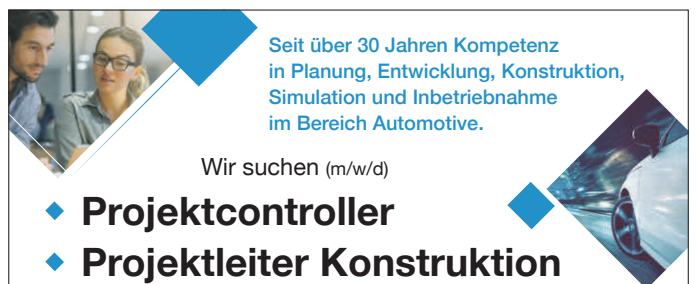 Seit über 30 Jahren Kompetenz
in Planung, Entwicklung, Konstruktion,
Simulation und Inbetriebnahme
im Bereich Automotive.
Wir suchen (m/w/d)
Projektcontroller
Projektleiter Konstruktion